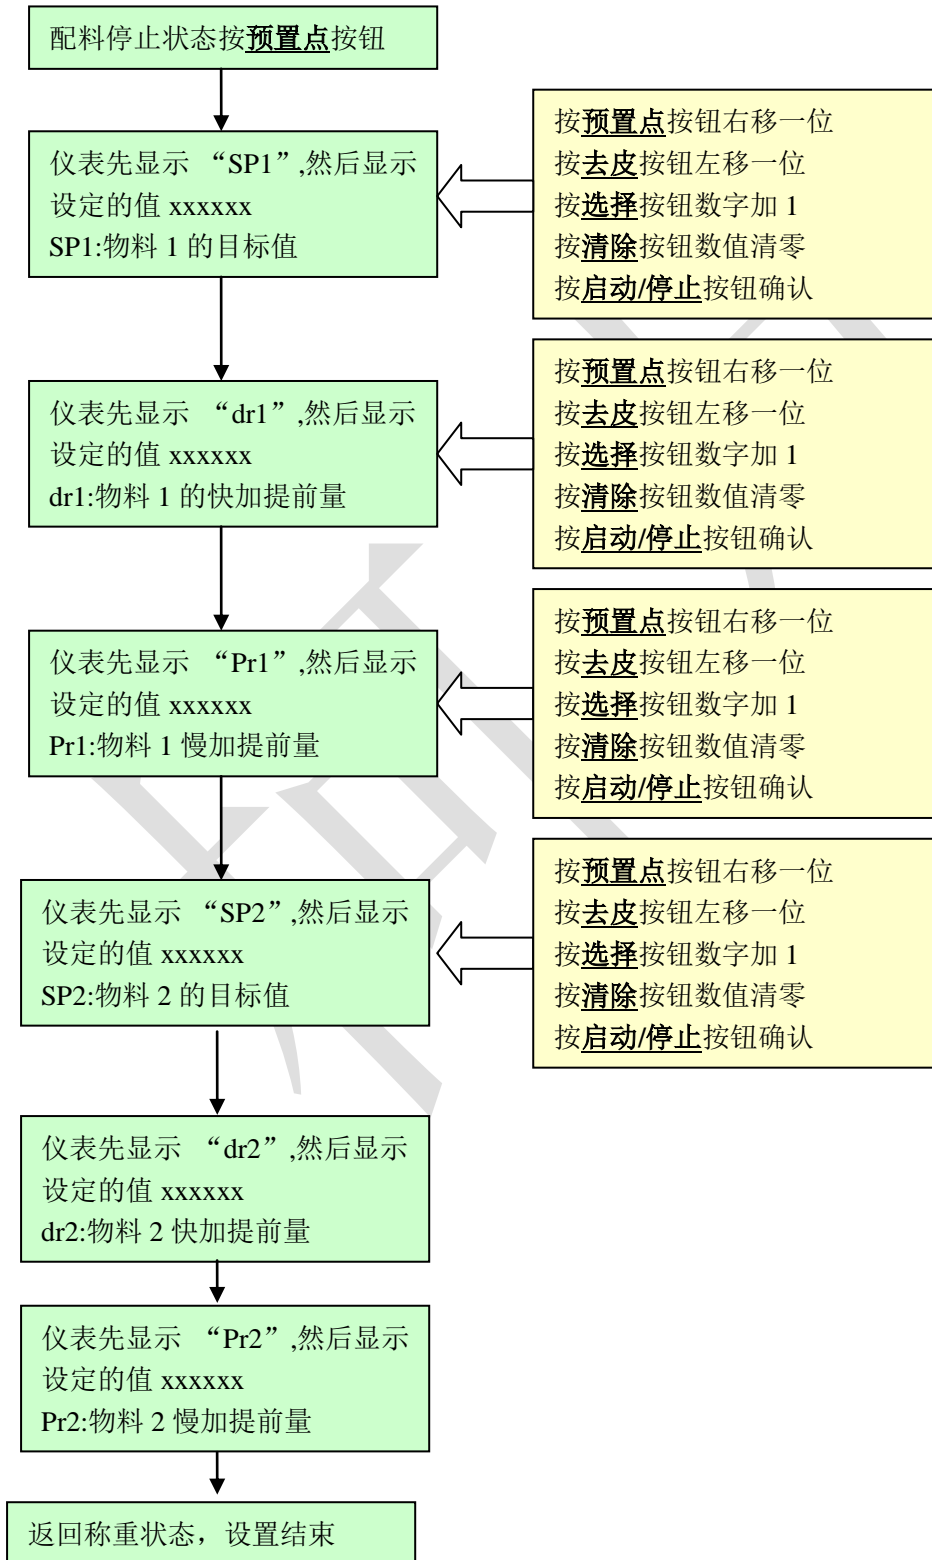 配料停止状态按预置点按钮
仪表先显示 “SP1”,然后显示
设定的值 xxxxxx
SP1:物料 1 的目标值
按预置点按钮右移一位
按去皮按钮左移一位
按选择按钮数字加 1
按清除按钮数值清零
按启动/停止按钮确认
仪表先显示 “dr1”,然后显示
设定的值 xxxxxx
dr1:物料 1 的快加提前量
按预置点按钮右移一位
按去皮按钮左移一位
按选择按钮数字加 1
按清除按钮数值清零
按启动/停止按钮确认
仪表先显示 “Pr1”,然后显示
设定的值 xxxxxx
Pr1:物料 1 慢加提前量
按预置点按钮右移一位
按去皮按钮左移一位
按选择按钮数字加 1
按清除按钮数值清零
按启动/停止按钮确认
仪表先显示 “SP2”,然后显示
设定的值 xxxxxx
SP2:物料 2 的目标值
按预置点按钮右移一位
按去皮按钮左移一位
按选择按钮数字加 1
按清除按钮数值清零
按启动/停止按钮确认
仪表先显示 “dr2”,然后显示
设定的值 xxxxxx
dr2:物料 2 快加提前量
仪表先显示 “Pr2”,然后显示
设定的值 xxxxxx
Pr2:物料 2 慢加提前量
返回称重状态，设置结束